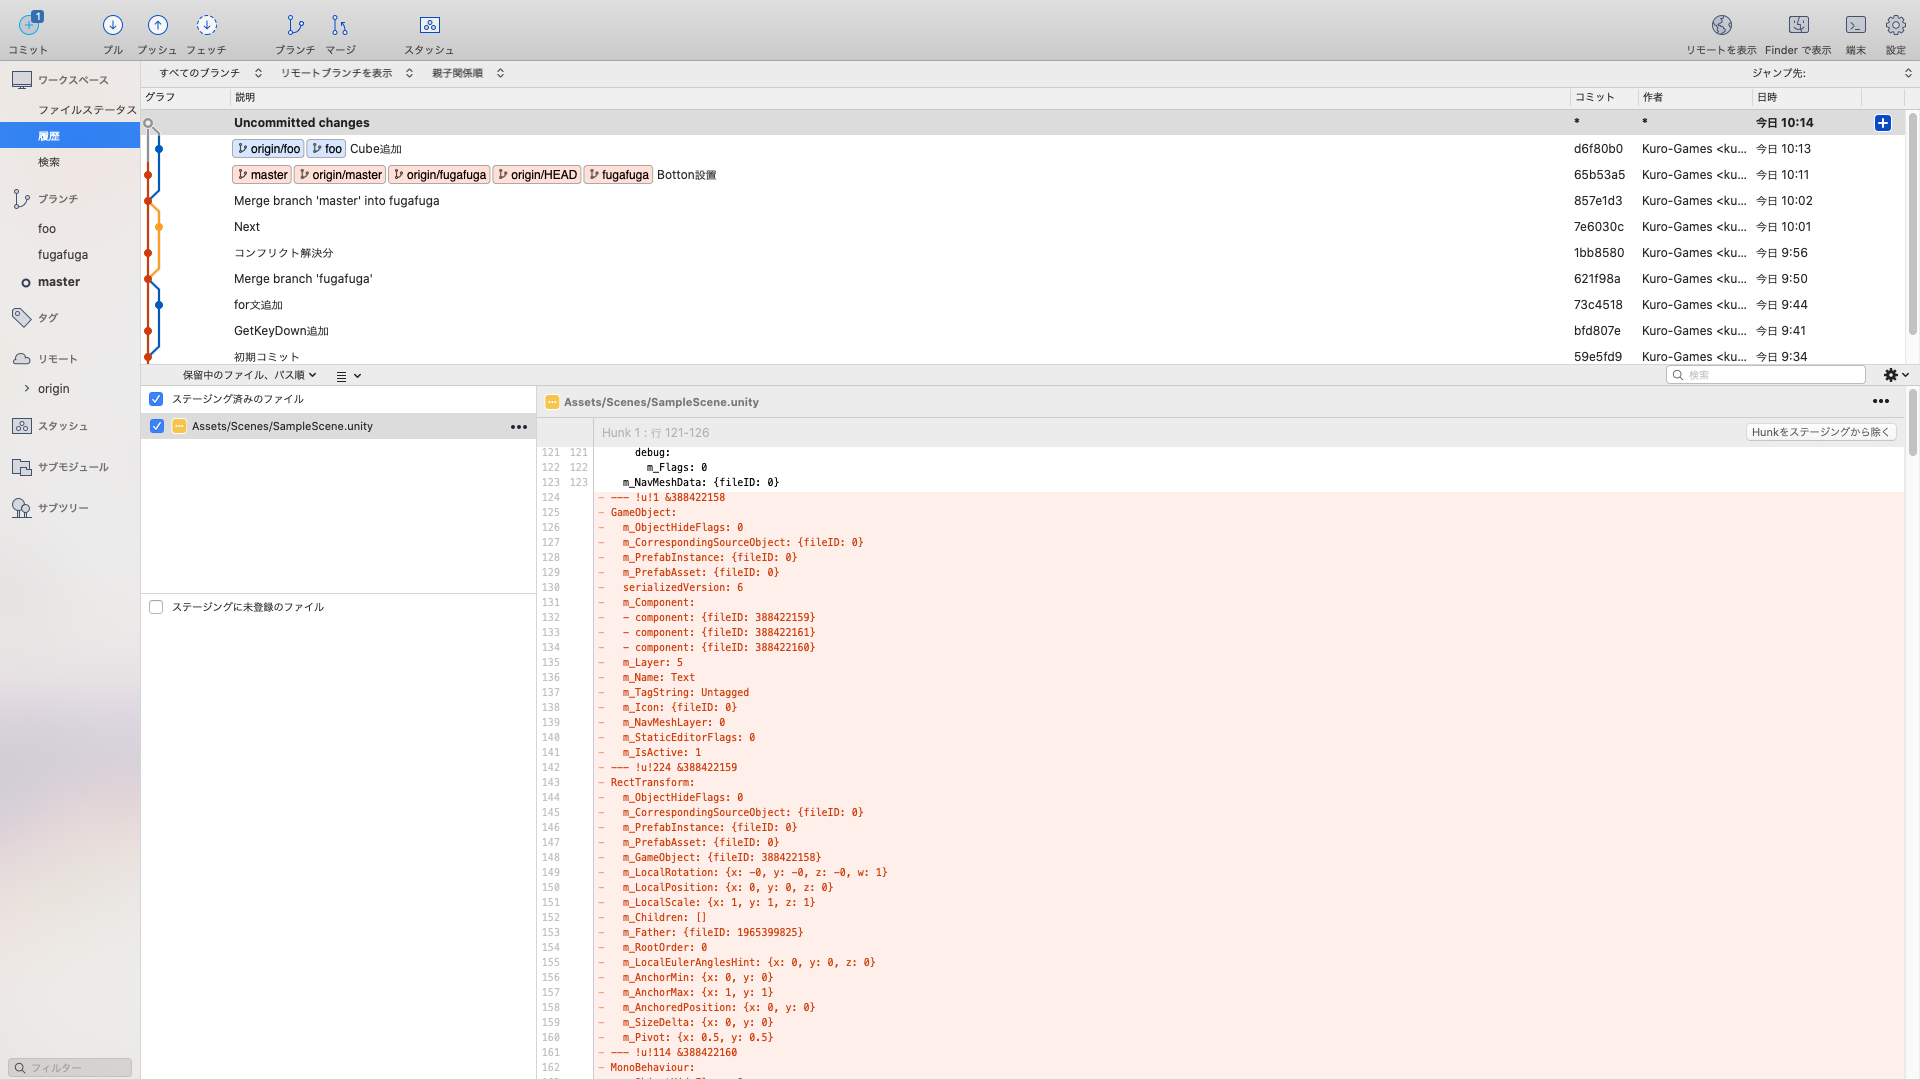 1
コミット プル プッシュ フェッチ ブランチ マージ スタッシュ リモートを表示 Finder で表示 端末 設定
ワークスペース
ファイルステータス
履歴
検索
ブランチ
foo
fugafuga
master
タグ
リモート
origin
スタッシュ
サブモジュール
サブツリー
フィルター
すべてのブランチ リモートブランチを表示 親子関係順 ジャンプ先:
グラフ 説明 コミット 作者 日時
Uncommitted changes * * 今日 10:14
origin/foo foo Cube追加 d6f80b0 Kuro-Games <ku... 今日 10:13
master origin/master origin/fugafuga origin/HEAD fugafuga Botton設置 65b53a5 Kuro-Games <ku... 今日 10:11
Merge branch 'master' into fugafuga 857e1d3 Kuro-Games <ku... 今日 10:02
Next 7e6030c Kuro-Games <ku... 今日 10:01
コンフリクト解決分 1bb8580 Kuro-Games <ku... 今日 9:56
Merge branch 'fugafuga' 621f98a Kuro-Games <ku... 今日 9:50
for文追加 73c4518 Kuro-Games <ku... 今日 9:44
GetKeyDown追加 bfd807e Kuro-Games <ku... 今日 9:41
初期コミット 59e5fd9 Kuro-Games <ku... 今日 9:34
保留中のファイル、パス順 検索
ステージング済みのファイル
Assets/Scenes/SampleScene.unity
ステージングに未登録のファイル
Assets/Scenes/SampleScene.unity
Hunk 1 : 行 121-126 Hunkをステージングから除く
121 121 debug:
122 122 m_Flags: 0
123 123 m_NavMeshData: {fileID: 0}
124 - --- !u!1 &388422158
125 - GameObject:
126 - m_ObjectHideFlags: 0
127 - m_CorrespondingSourceObject: {fileID: 0}
128 - m_PrefabInstance: {fileID: 0}
129 - m_PrefabAsset: {fileID: 0}
130 - serializedVersion: 6
131 - m_Component:
132 - - component: {fileID: 388422159}
133 - - component: {fileID: 388422161}
134 - - component: {fileID: 388422160}
135 - m_Layer: 5
136 - m_Name: Text
137 - m_TagString: Untagged
138 - m_Icon: {fileID: 0}
139 - m_NavMeshLayer: 0
140 - m_StaticEditorFlags: 0
141 - m_IsActive: 1
142 - --- !u!224 &388422159
143 - RectTransform:
144 - m_ObjectHideFlags: 0
145 - m_CorrespondingSourceObject: {fileID: 0}
146 - m_PrefabInstance: {fileID: 0}
147 - m_PrefabAsset: {fileID: 0}
148 - m_GameObject: {fileID: 388422158}
149 - m_LocalRotation: {x: -0, y: -0, z: -0, w: 1}
150 - m_LocalPosition: {x: 0, y: 0, z: 0}
151 - m_LocalScale: {x: 1, y: 1, z: 1}
152 - m_Children: []
153 - m_Father: {fileID: 1965399825}
154 - m_RootOrder: 0
155 - m_LocalEulerAnglesHint: {x: 0, y: 0, z: 0}
156 - m_AnchorMin: {x: 0, y: 0}
157 - m_AnchorMax: {x: 1, y: 1}
158 - m_AnchoredPosition: {x: 0, y: 0}
159 - m_SizeDelta: {x: 0, y: 0}
160 - m_Pivot: {x: 0.5, y: 0.5}
161 - --- !u!114 &388422160
162 - MonoBehaviour: